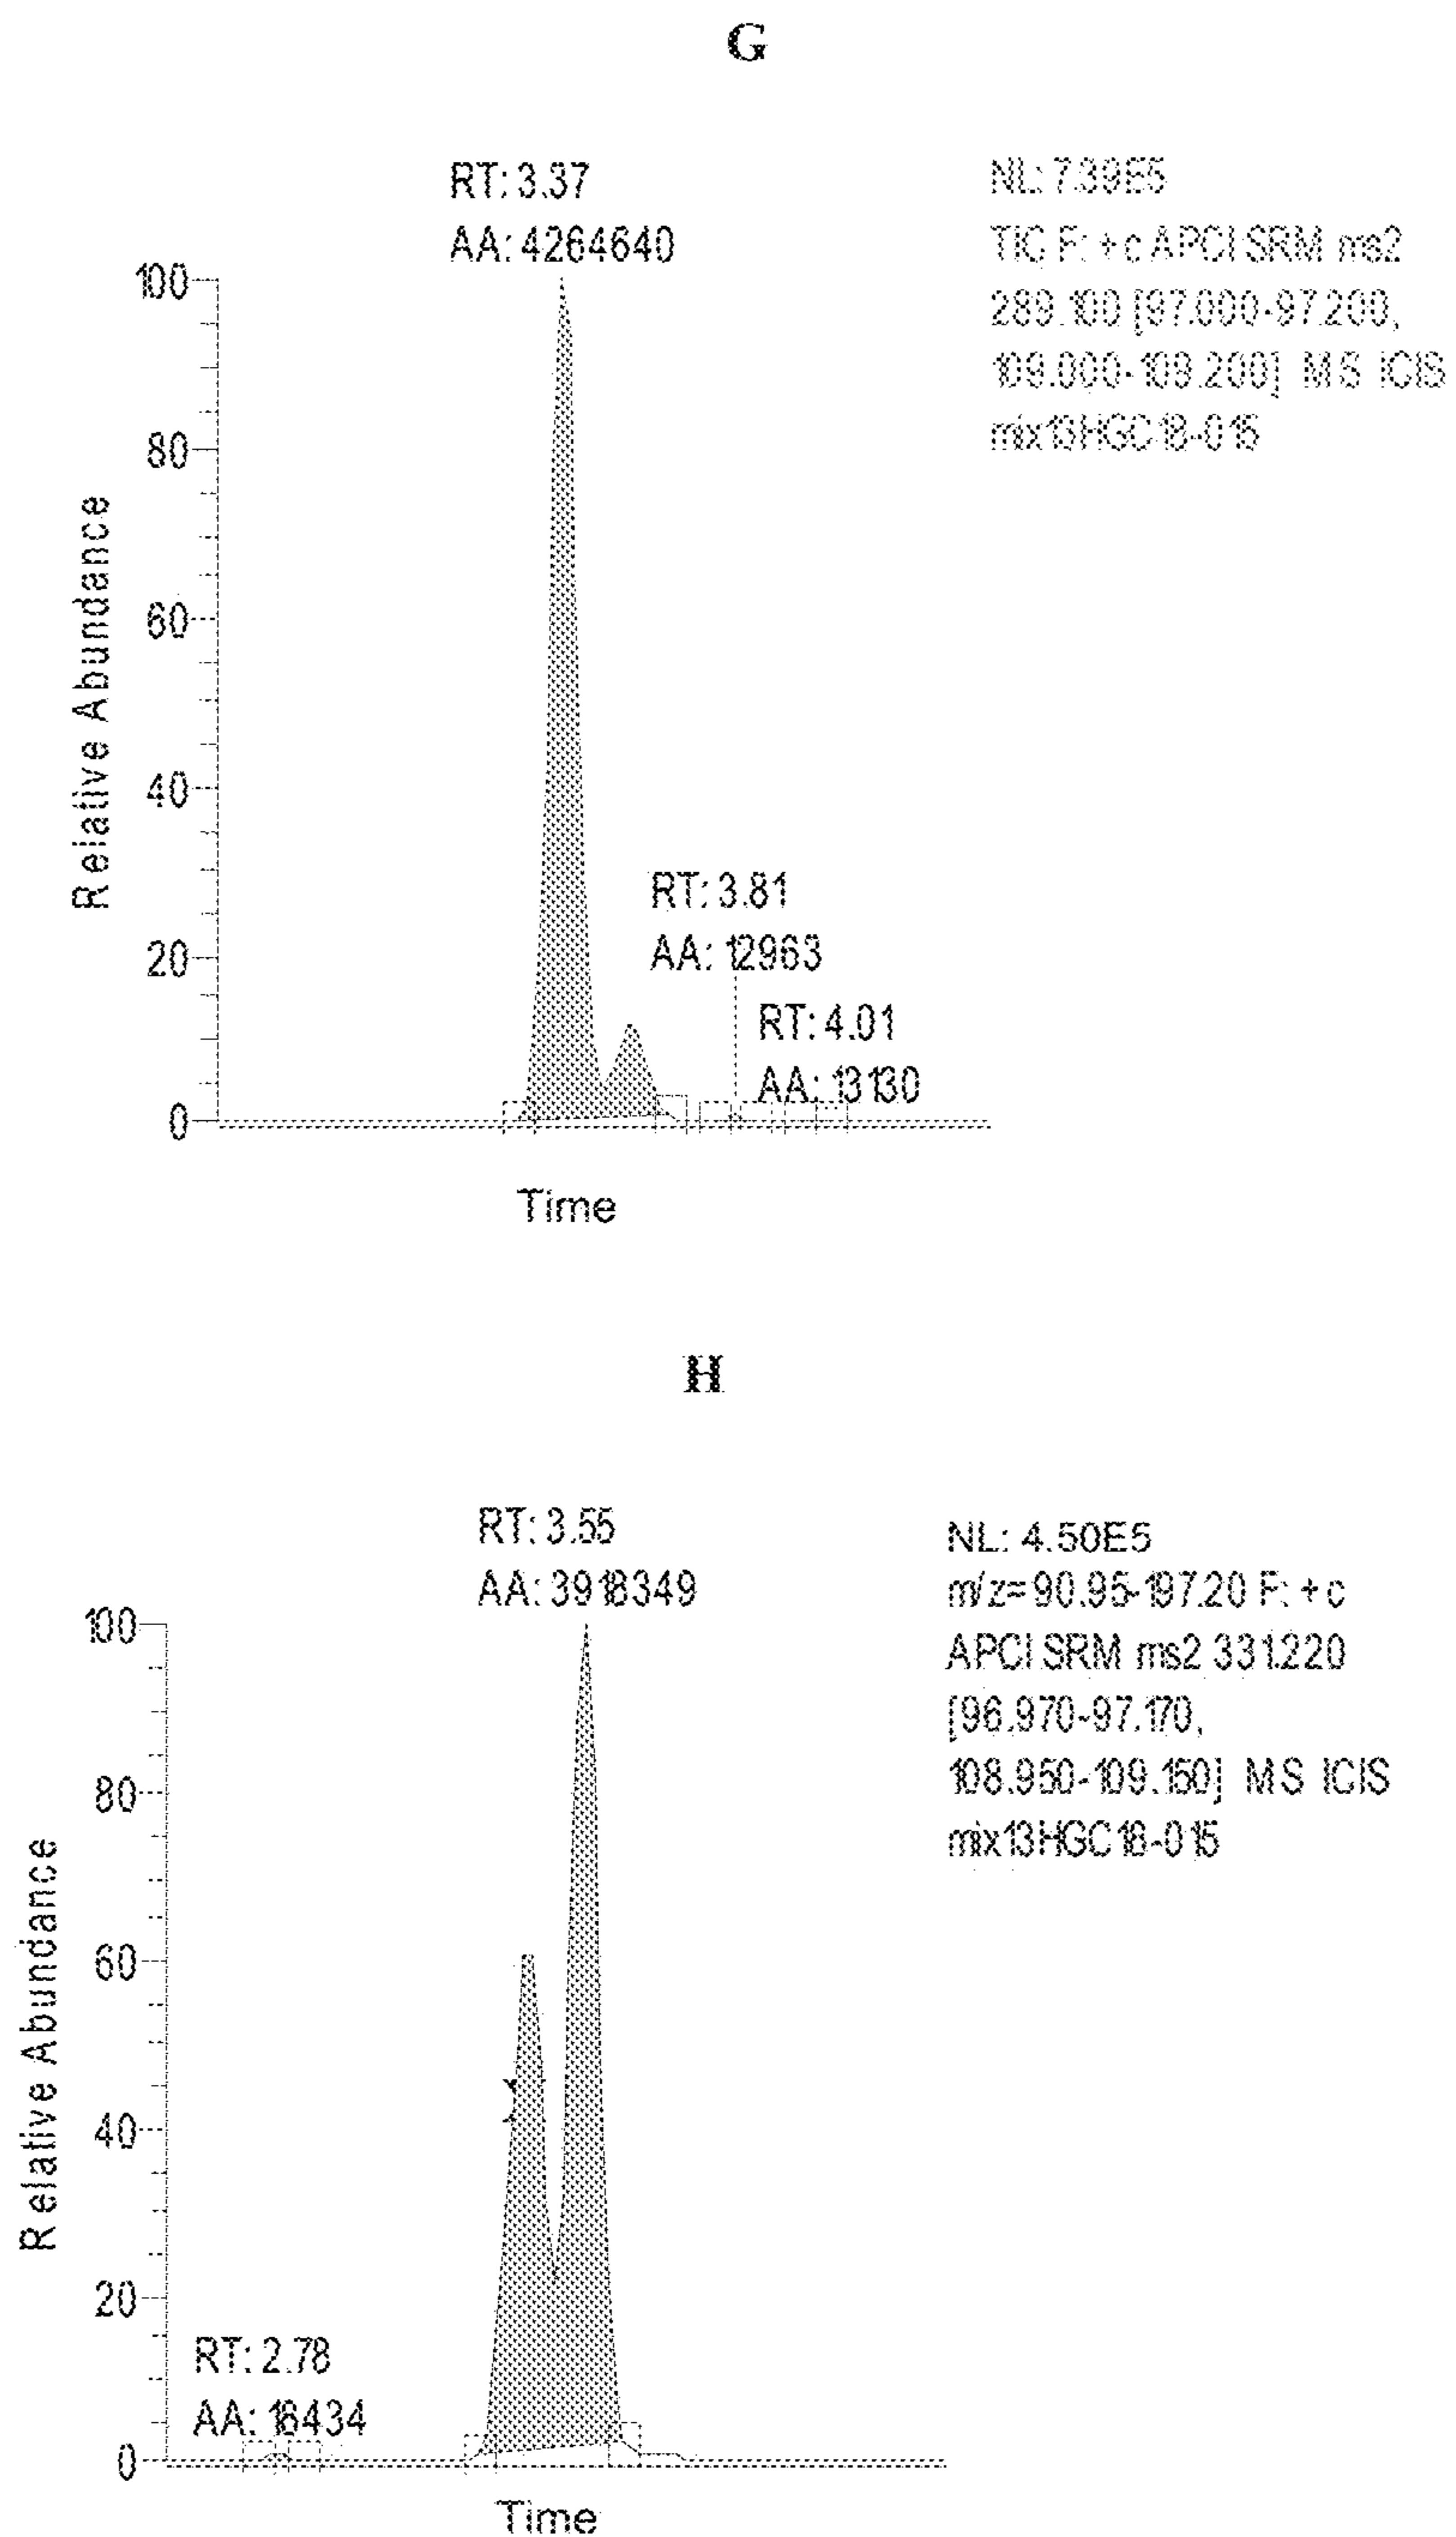 G
RT: 3.37
AA: 4264640
NL: 7.39E5
TIC F: +c APCI SRM ms2
289.100 [97.000-97.200,
109.000-109.200] MS ICIS
mix13HGC18-015
100
80
60
40
20
0
Relative Abundance
RT: 3.81
AA: 12963
RT: 4.01
AA: 13130
Time
H
RT: 3.55
AA: 3918349
NL: 4.50E5
m/z= 90.95-197.20 F: +c
APCI SRM ms2 331.220
[96.970-97.170,
108.950-109.150] MS ICIS
mix13HGC18-015
100
80
60
40
20
0
Relative Abundance
RT: 2.78
AA: 18434
Time